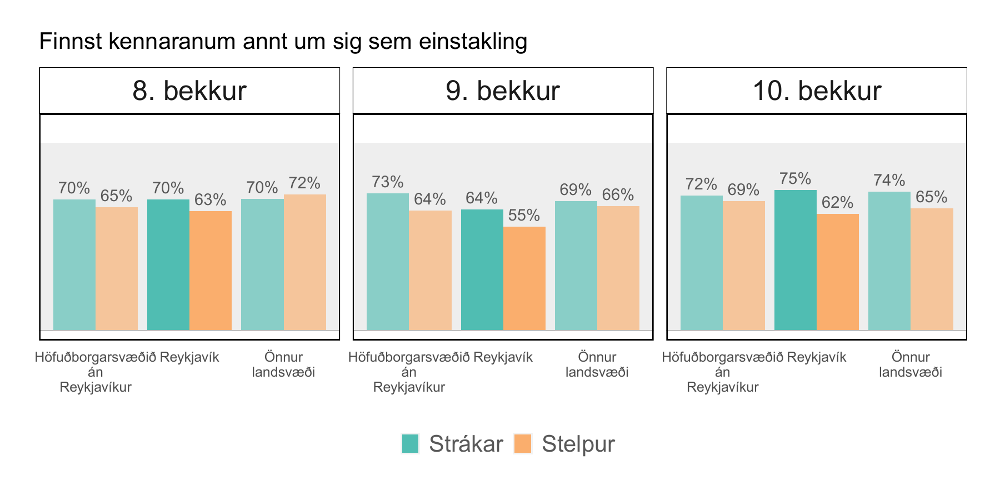 Finnst kennaranum annt um sig sem einstakling
8. bekkur
70% 65% 70% 63% 70% 72%
Höfuðborgarsvæðið Reykjavík Önnur
án landsvæði
Reykjavíkur
9. bekkur
73% 64% 64% 55% 69% 66%
Höfuðborgarsvæðið Reykjavík Önnur
án landsvæði
Reykjavíkur
10. bekkur
72% 69% 75% 62% 74% 65%
Höfuðborgarsvæðið Reykjavík Önnur
án landsvæði
Reykjavíkur
Strákar Stelpur